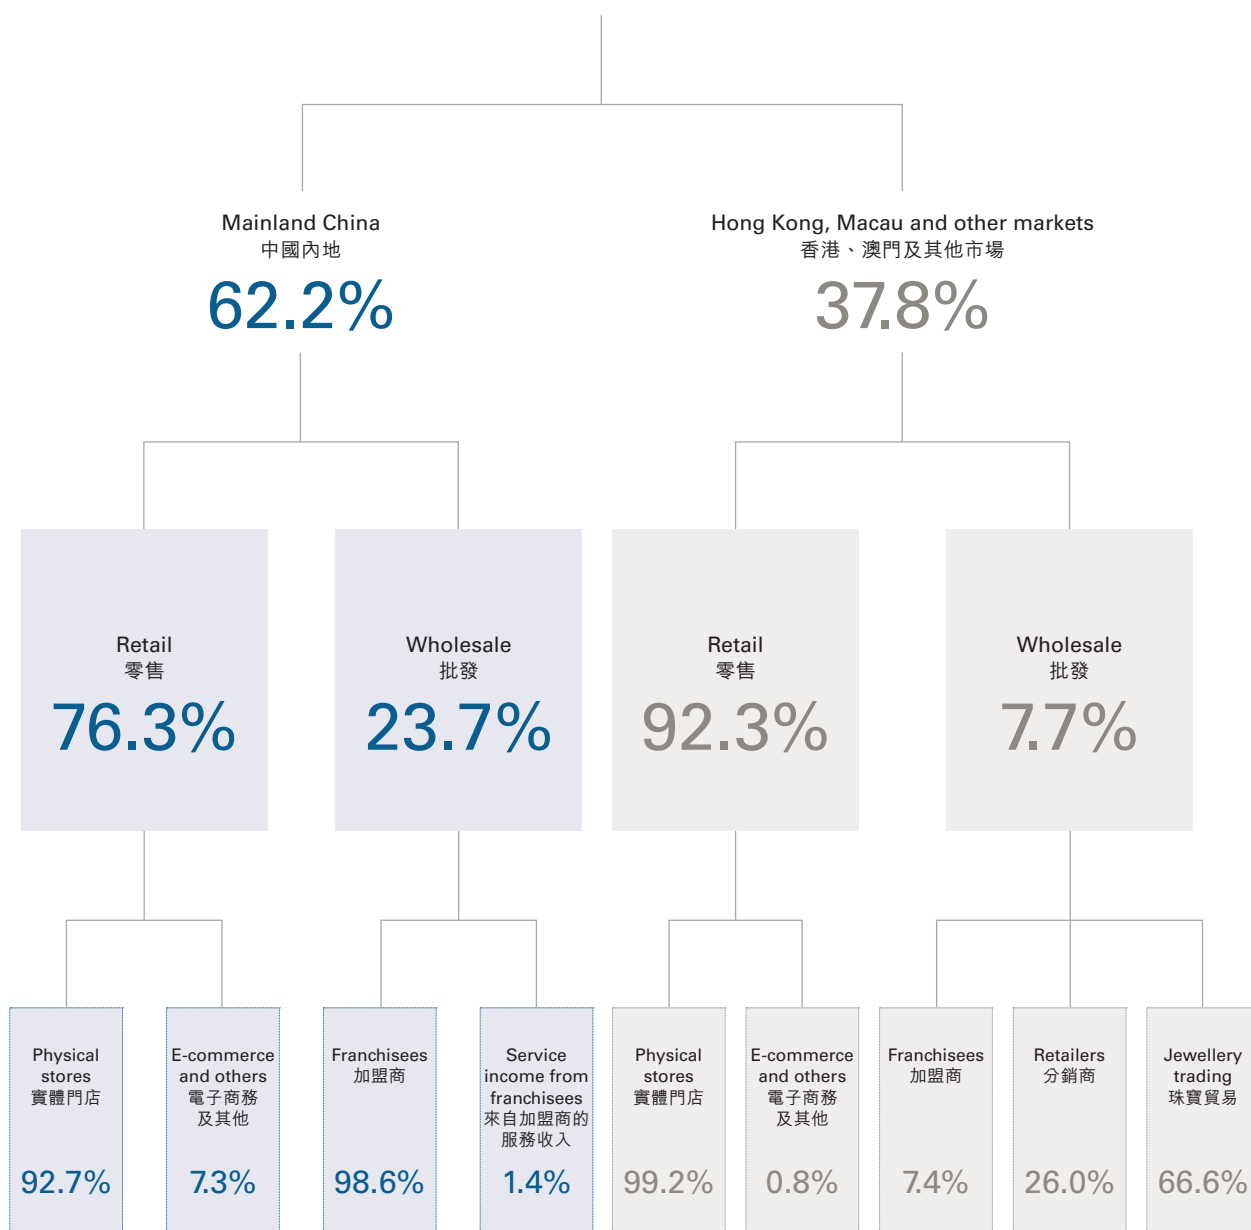 Mainland China
中國內地
62.2%
Hong Kong, Macau and other markets
香港、澳門及其他市場
37.8%
Retail
零售
76.3%
Wholesale
批發
23.7%
Retail
零售
92.3%
Wholesale
批發
7.7%
Physical
stores
實體門店
92.7%
E-commerce
and others
電子商務
及其他
7.3%
Franchisees
加盟商
98.6%
Service
income from
franchisees
來自加盟商的
服務收入
1.4%
Physical
stores
實體門店
99.2%
E-commerce
and others
電子商務
及其他
0.8%
Franchisees
加盟商
7.4%
Retailers
分銷商
26.0%
Jewellery
trading
珠寶貿易
66.6%